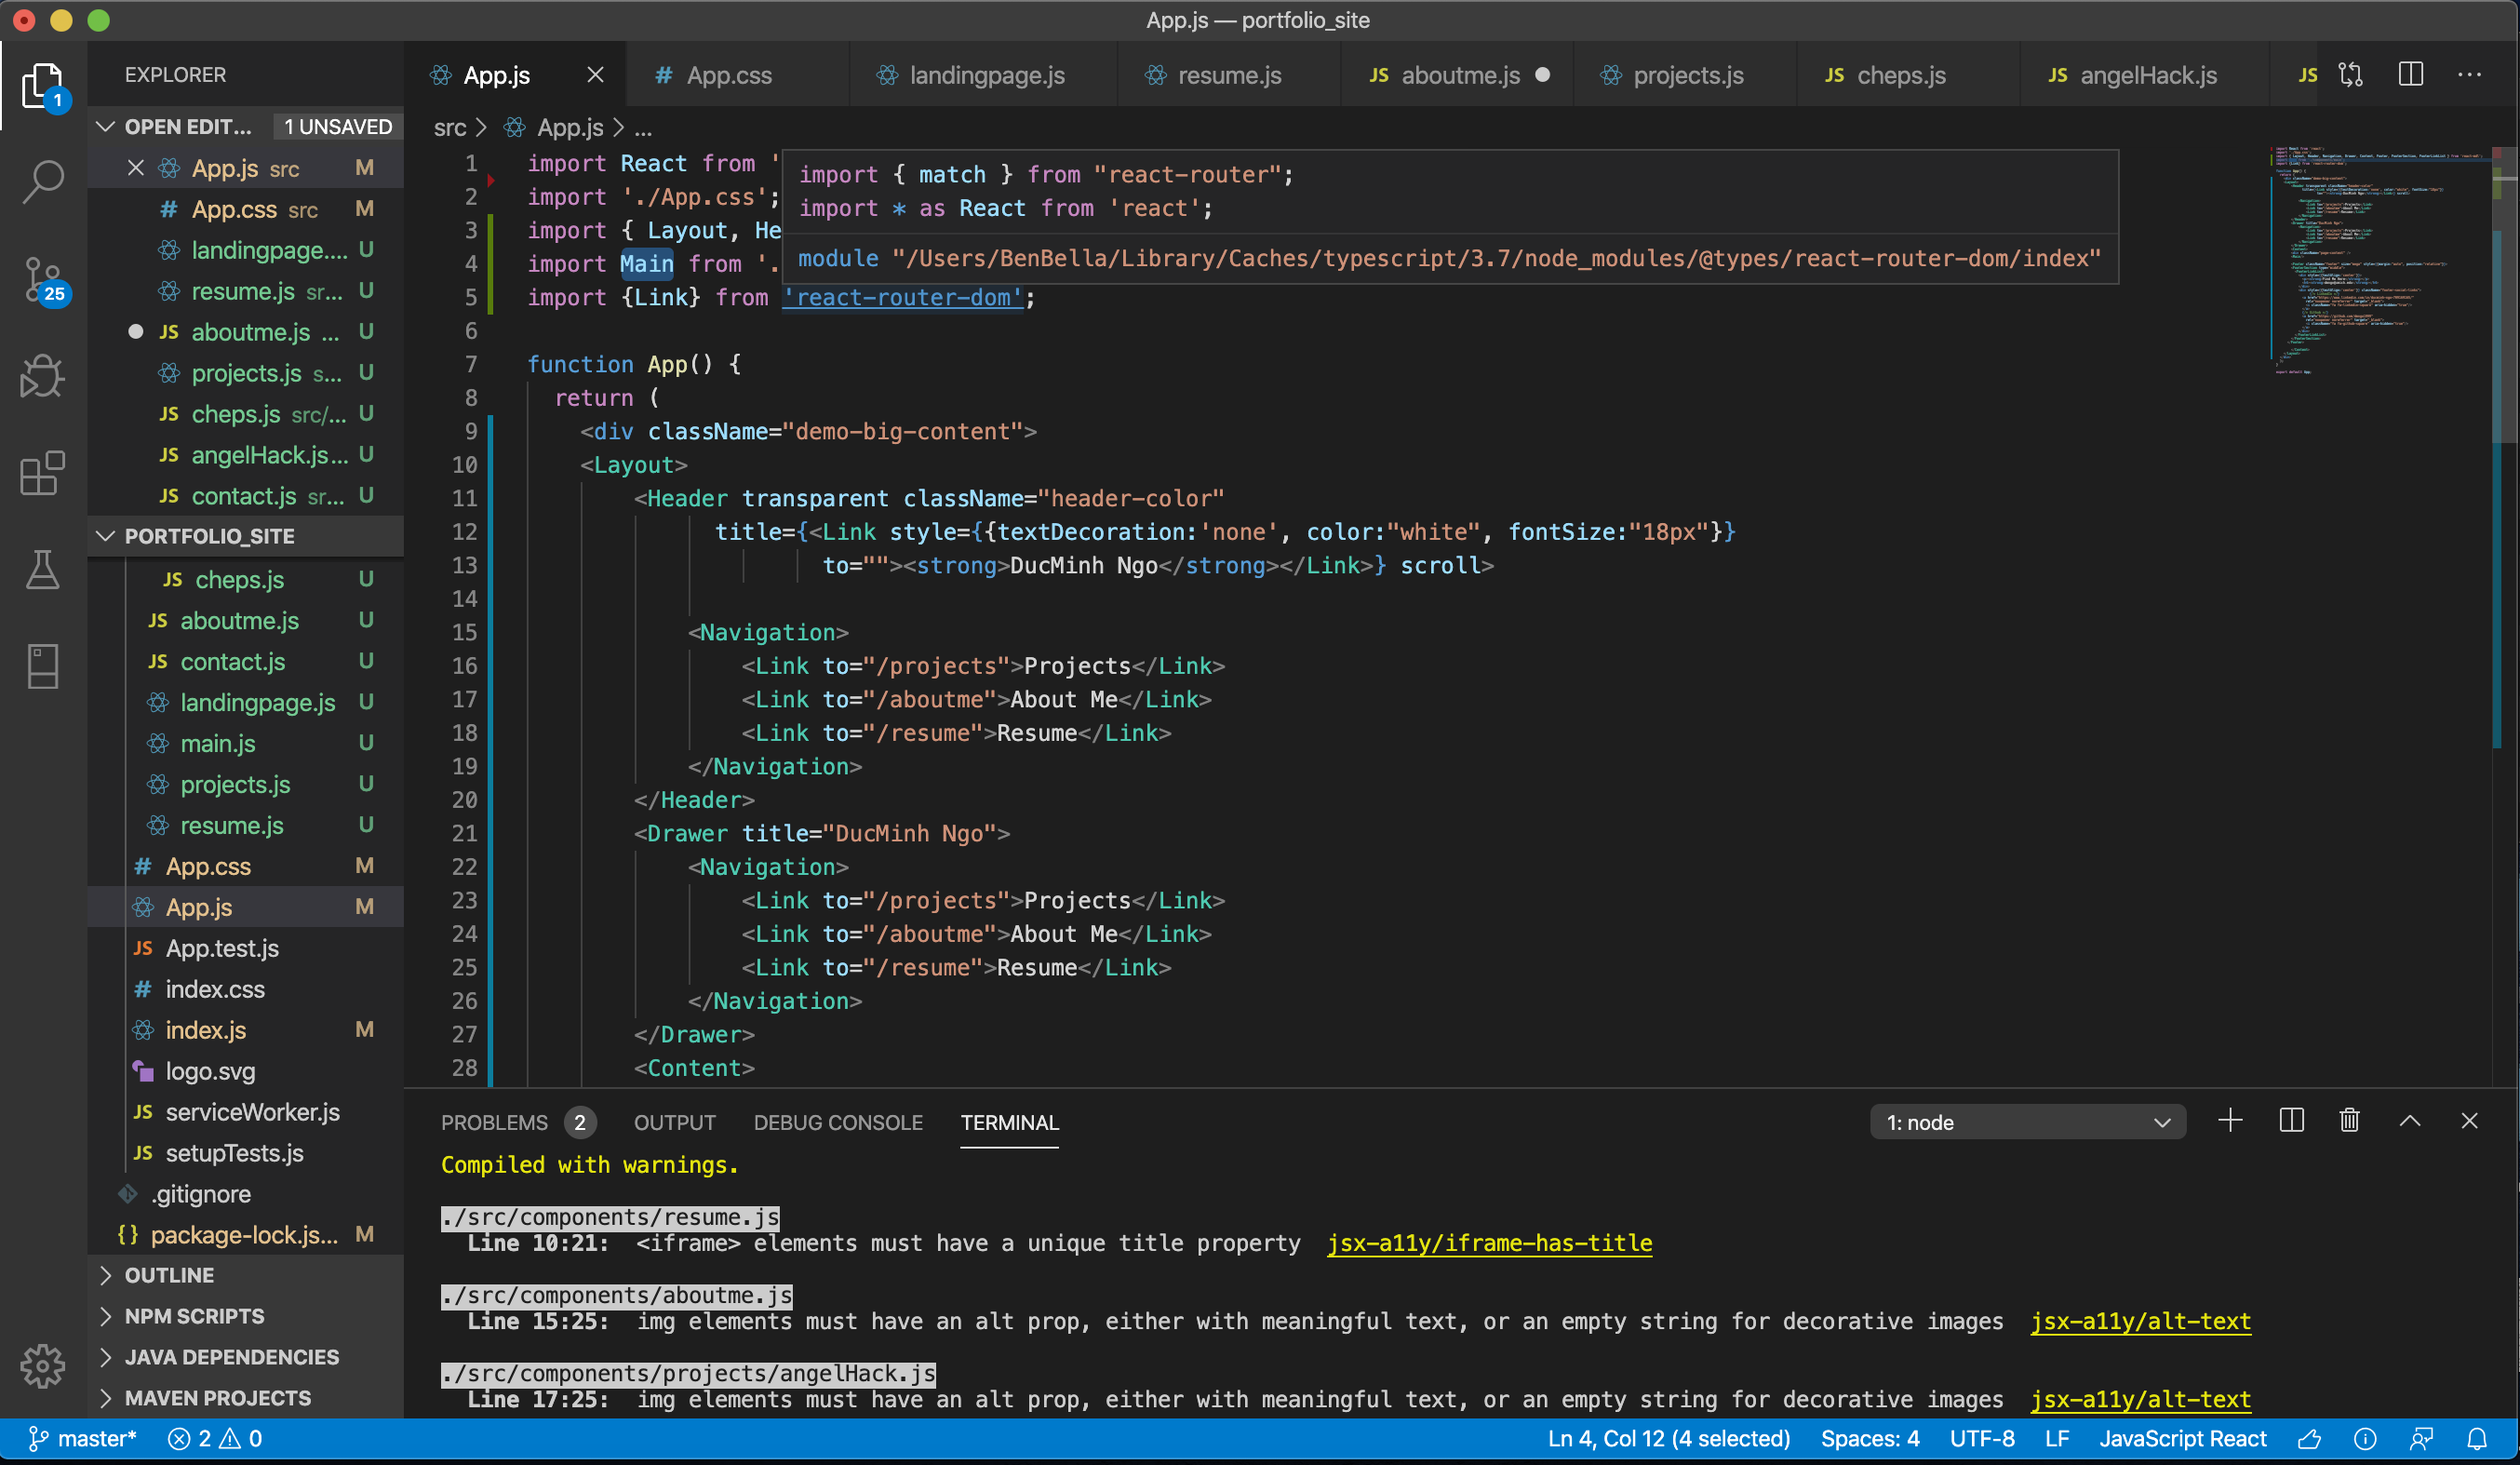 App.js — portfolio_site
EXPLORER
App.js
# App.css
landingpage.js
resume.js
JS aboutme.js
projects.js
JS cheps.js
JS angelHack.js
JS
1
OPEN EDIT... 1 UNSAVED
App.js src M
# App.css src M
landingpage.... U
resume.js sr... U
JS aboutme.js ... U
projects.js s... U
JS cheps.js src/... U
JS angelHack.js... U
JS contact.js sr... U
25
PORTFOLIO_SITE
JS cheps.js U
JS aboutme.js U
JS contact.js U
landingpage.js U
main.js U
projects.js U
resume.js U
# App.css M
App.js M
JS App.test.js
# index.css
index.js M
logo.svg
JS serviceWorker.js
JS setupTests.js
.gitignore
{} package-lock.js... M
OUTLINE
NPM SCRIPTS
JAVA DEPENDENCIES
MAVEN PROJECTS
src > App.js > ...
1 import React from '
2 import './App.css';
3 import { Layout, He
4 import Main from '.
5 import {Link} from 'react-router-dom';
import { match } from "react-router";
import * as React from 'react';
module "/Users/BenBella/Library/Caches/typescript/3.7/node_modules/@types/react-router-dom/index"
6
7 function App() {
8 return (
9 <div className="demo-big-content">
10 <Layout>
11 <Header transparent className="header-color"
12 title={<Link style={{textDecoration:'none', color:"white", fontSize:"18px"}}
13 to=""><strong>DucMinh Ngo</strong></Link>} scroll>
14
15 <Navigation>
16 <Link to="/projects">Projects</Link>
17 <Link to="/aboutme">About Me</Link>
18 <Link to="/resume">Resume</Link>
19 </Navigation>
20 </Header>
21 <Drawer title="DucMinh Ngo">
22 <Navigation>
23 <Link to="/projects">Projects</Link>
24 <Link to="/aboutme">About Me</Link>
25 <Link to="/resume">Resume</Link>
26 </Navigation>
27 </Drawer>
28 <Content>
PROBLEMS 2 OUTPUT DEBUG CONSOLE TERMINAL 1: node
Compiled with warnings.
./src/components/resume.js
Line 10:21: <iframe> elements must have a unique title property jsx-a11y/iframe-has-title
./src/components/aboutme.js
Line 15:25: img elements must have an alt prop, either with meaningful text, or an empty string for decorative images jsx-a11y/alt-text
./src/components/projects/angelHack.js
Line 17:25: img elements must have an alt prop, either with meaningful text, or an empty string for decorative images jsx-a11y/alt-text
master* 2 0 Ln 4, Col 12 (4 selected) Spaces: 4 UTF-8 LF JavaScript React